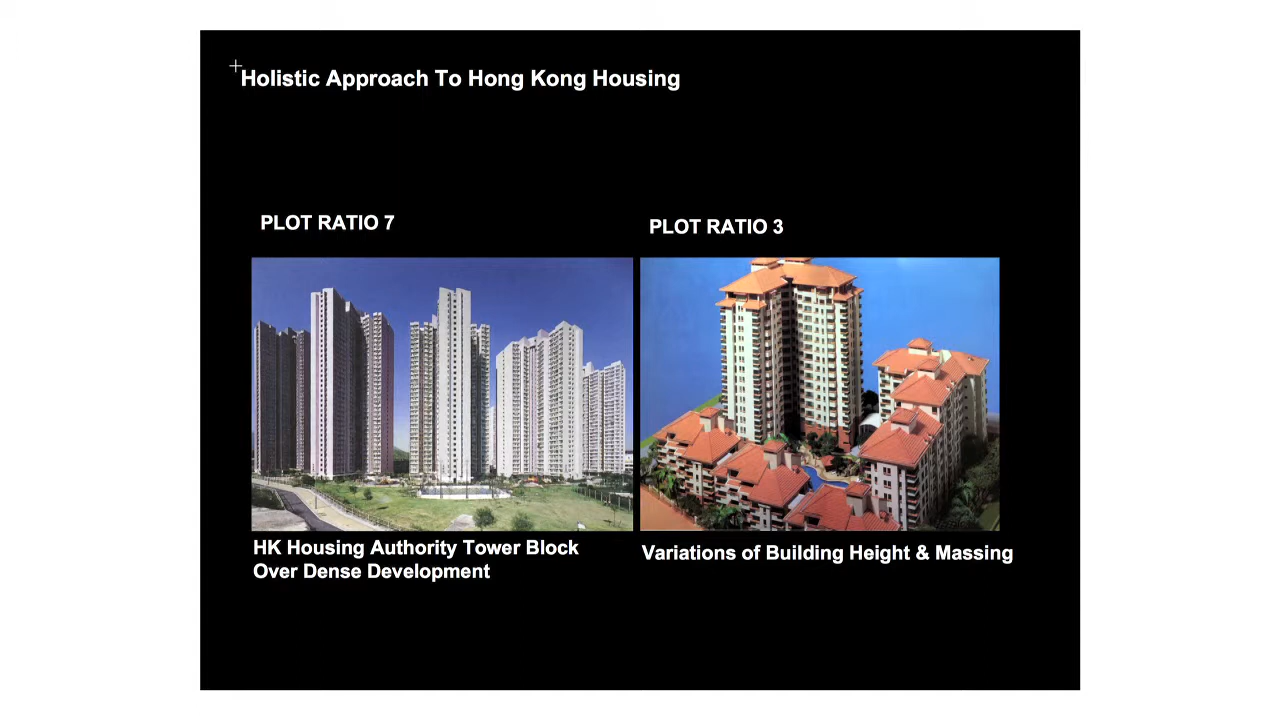 Holistic Approach To Hong Kong Housing
PLOT RATIO 7
PLOT RATIO 3
HK Housing Authority Tower Block
Over Dense Development
Variations of Building Height & Massing